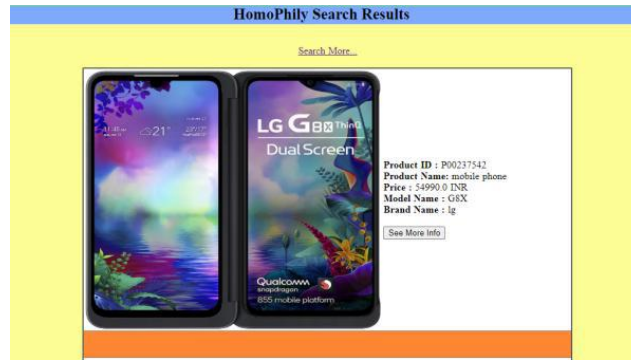 HomoPhily Search Results
Search More...
21°
LG G8X ThinQ
Dual Screen
Qualcomm
snapdragon
855 mobile platform
Product ID : P00237542
Product Name: mobile phone
Price : 54990.0 INR
Model Name : G8X
Brand Name : lg
See More Info